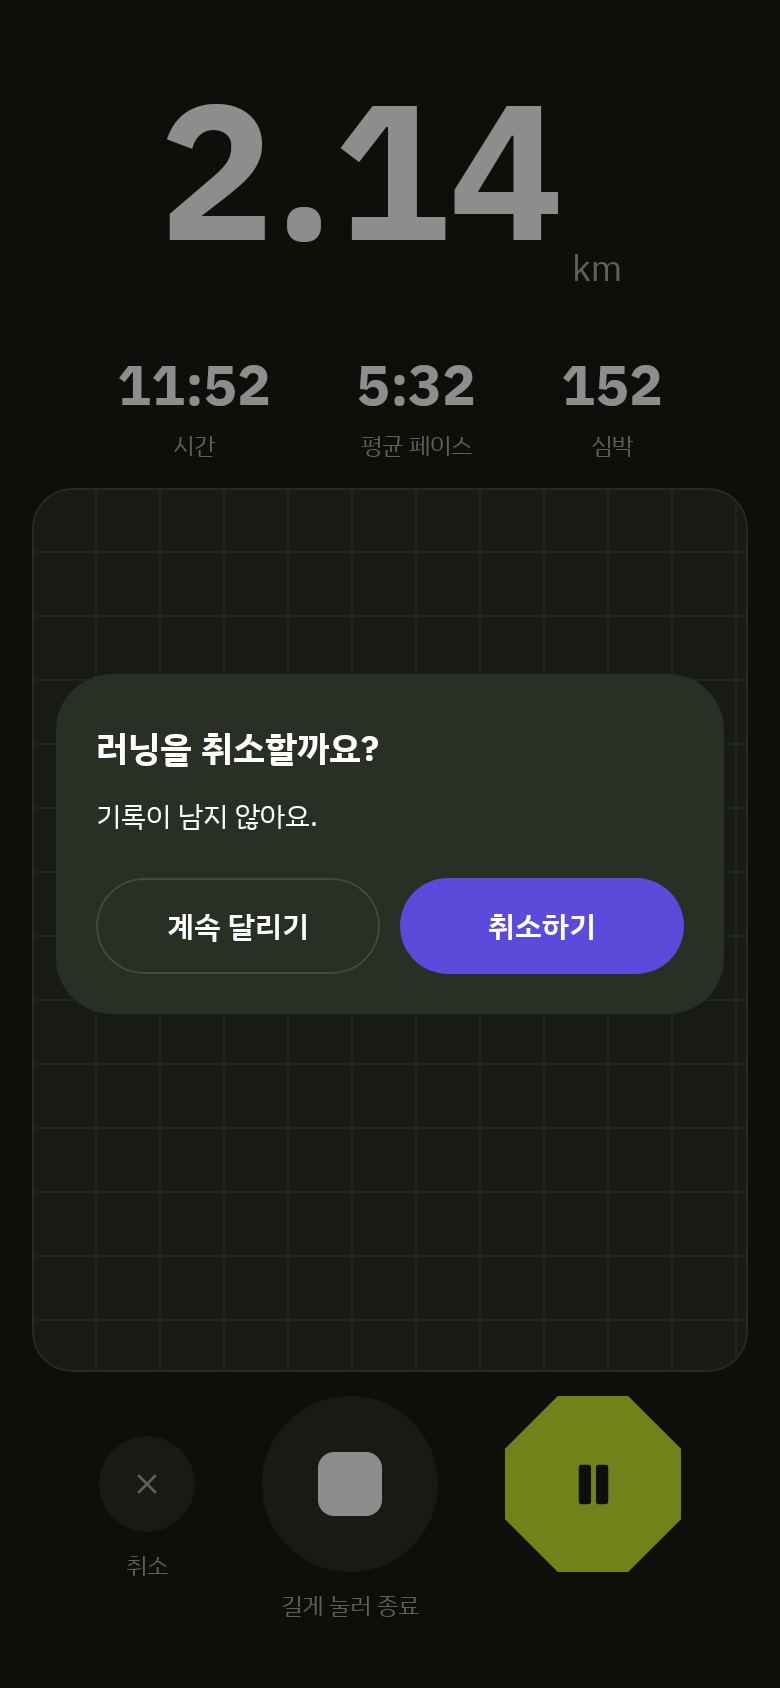 2.14 km
11:52 5:32 152
시간 평균 페이스 심박
러닝을 취소할까요?
기록이 남지 않아요.
계속 달리기 취소하기
취소
길게 눌러 종료